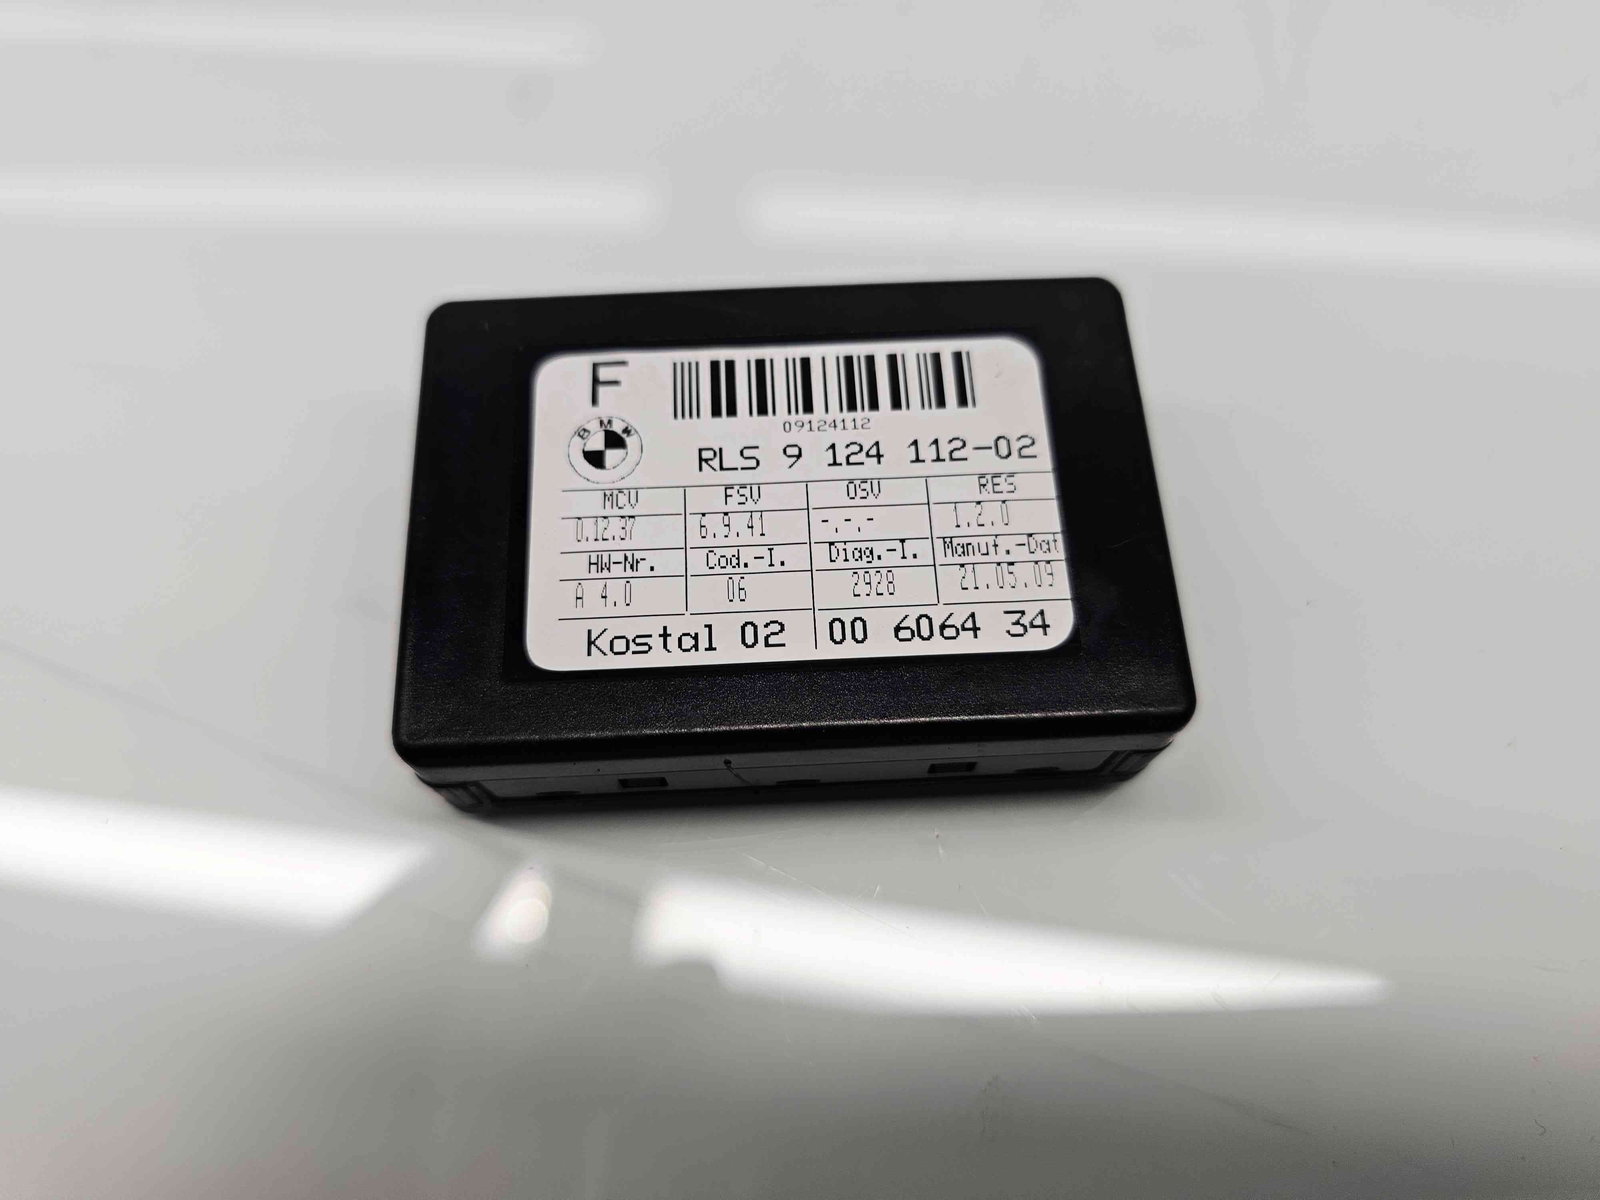 F
09124112
BMW
RLS 9 124 112-02
MCV FSV OSV RES
0.12.37 6.9.41 -.-.- 1.2.0
HW-Nr. Cod.-I. Diag.-I. Manuf.-Dat
A 4.0 06 2928 21.05.09
Kostal 02 00 6064 34